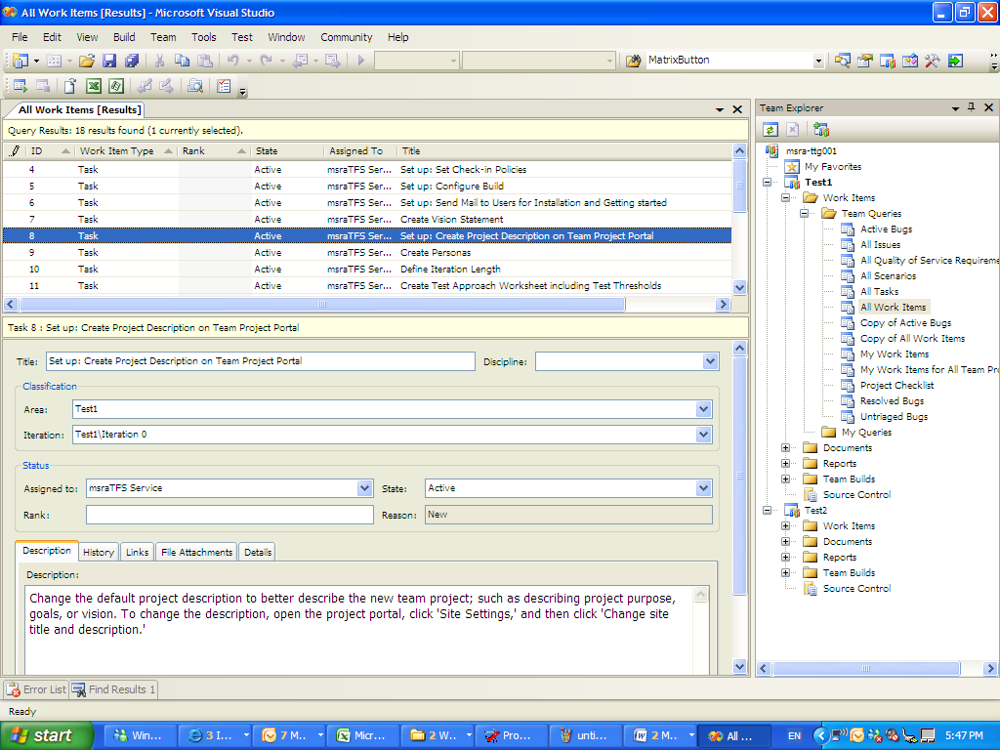 All Work Items [Results] - Microsoft Visual Studio
File Edit View Build Team Tools Test Window Community Help
MatrixButton
All Work Items [Results]
Query Results: 18 results found (1 currently selected).
ID Work Item Type Rank State Assigned To Title
4 Task Active msraTFS Ser... Set up: Set Check-in Policies
5 Task Active msraTFS Ser... Set up: Configure Build
6 Task Active msraTFS Ser... Set up: Send Mail to Users for Installation and Getting started
7 Task Active msraTFS Ser... Create Vision Statement
8 Task Active msraTFS Ser... Set up: Create Project Description on Team Project Portal
9 Task Active msraTFS Ser... Create Personas
10 Task Active msraTFS Ser... Define Iteration Length
11 Task Active msraTFS Ser... Create Test Approach Worksheet including Test Thresholds
Task 8 : Set up: Create Project Description on Team Project Portal
Title: Set up: Create Project Description on Team Project Portal Discipline:
Classification
Area: Test1
Iteration: Test1\Iteration 0
Status
Assigned to: msraTFS Service State: Active
Rank: Reason: New
Description History Links File Attachments Details
Description:
Change the default project description to better describe the new team project; such as describing project purpose,
goals, or vision. To change the description, open the project portal, click 'Site Settings,' and then click 'Change site
title and description.'
Team Explorer
msra-ttg001
My Favorites
Test1
Work Items
Team Queries
Active Bugs
All Issues
All Quality of Service Requireme
All Scenarios
All Tasks
All Work Items
Copy of Active Bugs
Copy of All Work Items
My Work Items
My Work Items for All Team Pr
Project Checklist
Resolved Bugs
Untriaged Bugs
My Queries
Documents
Reports
Team Builds
Source Control
Test2
Work Items
Documents
Reports
Team Builds
Source Control
Error List Find Results 1
Ready
start Win... 3 I... 7 M... Micr... 2 W... Pro... unti... 2 M... All ... EN 5:47 PM